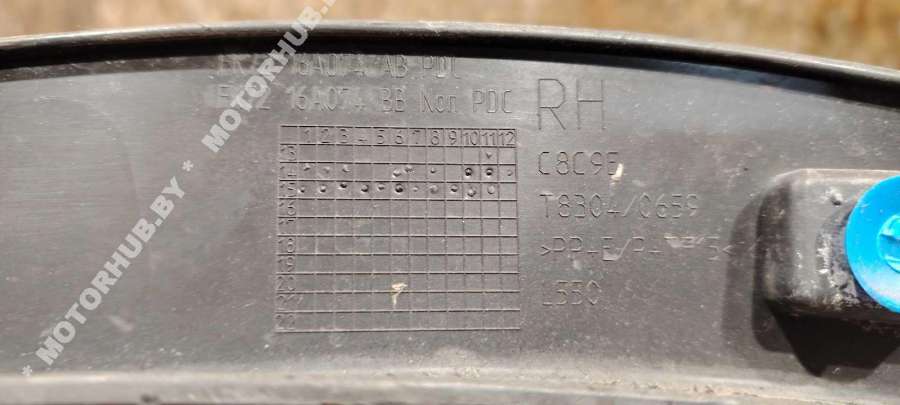 16A074 AB PDC
16A074 BB Non PDC
RH
1 2 3 4 5 6 7 8 9 10 11 12
13
14
15
16
17
18
19
20
21
22
C8C9E
T8304/0659
L550
MOTORHUB.BY * MOTORHUB.BY